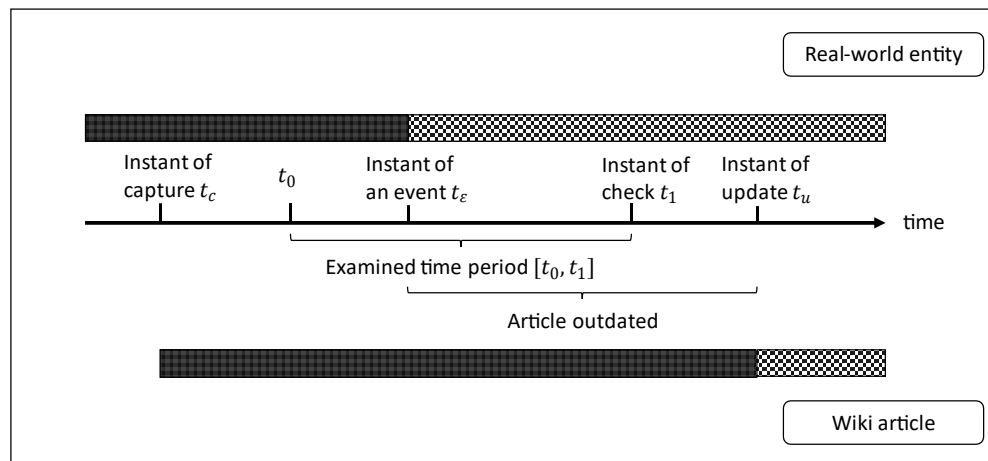 Real-world entity
Instant of
capture t_c
t_0
Instant of
an event t_ε
Instant of
check t_1
Instant of
update t_u
time
Examined time period [t_0, t_1]
Article outdated
Wiki article